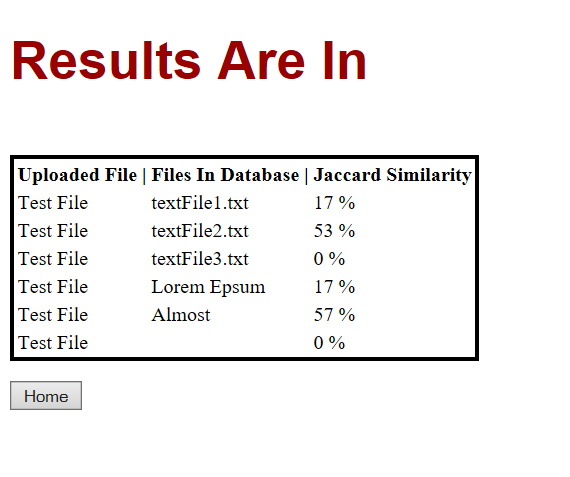 Results Are In
Uploaded File | Files In Database | Jaccard Similarity
Test File textFile1.txt 17 %
Test File textFile2.txt 53 %
Test File textFile3.txt 0 %
Test File Lorem Epsum 17 %
Test File Almost 57 %
Test File 0 %
Home